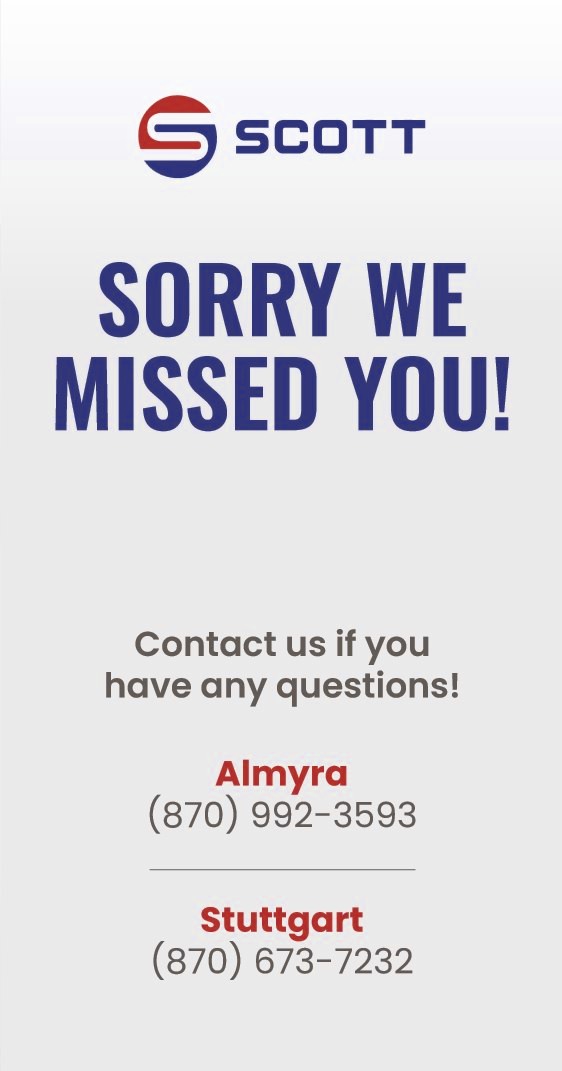 SCOTT
SORRY WE
MISSED YOU!
Contact us if you
have any questions!
Almyra
(870) 992-3593
Stuttgart
(870) 673-7232